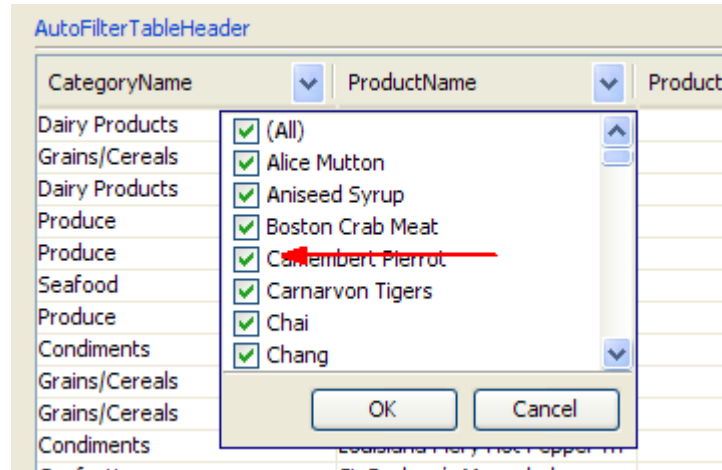 AutoFilterTableHeader
CategoryName
ProductName
Product
Dairy Products
Grains/Cereals
Dairy Products
Produce
Produce
Seafood
Produce
Condiments
Grains/Cereals
Grains/Cereals
Condiments
(All)
Alice Mutton
Aniseed Syrup
Boston Crab Meat
Camembert Pierrot
Carnarvon Tigers
Chai
Chang
OK
Cancel